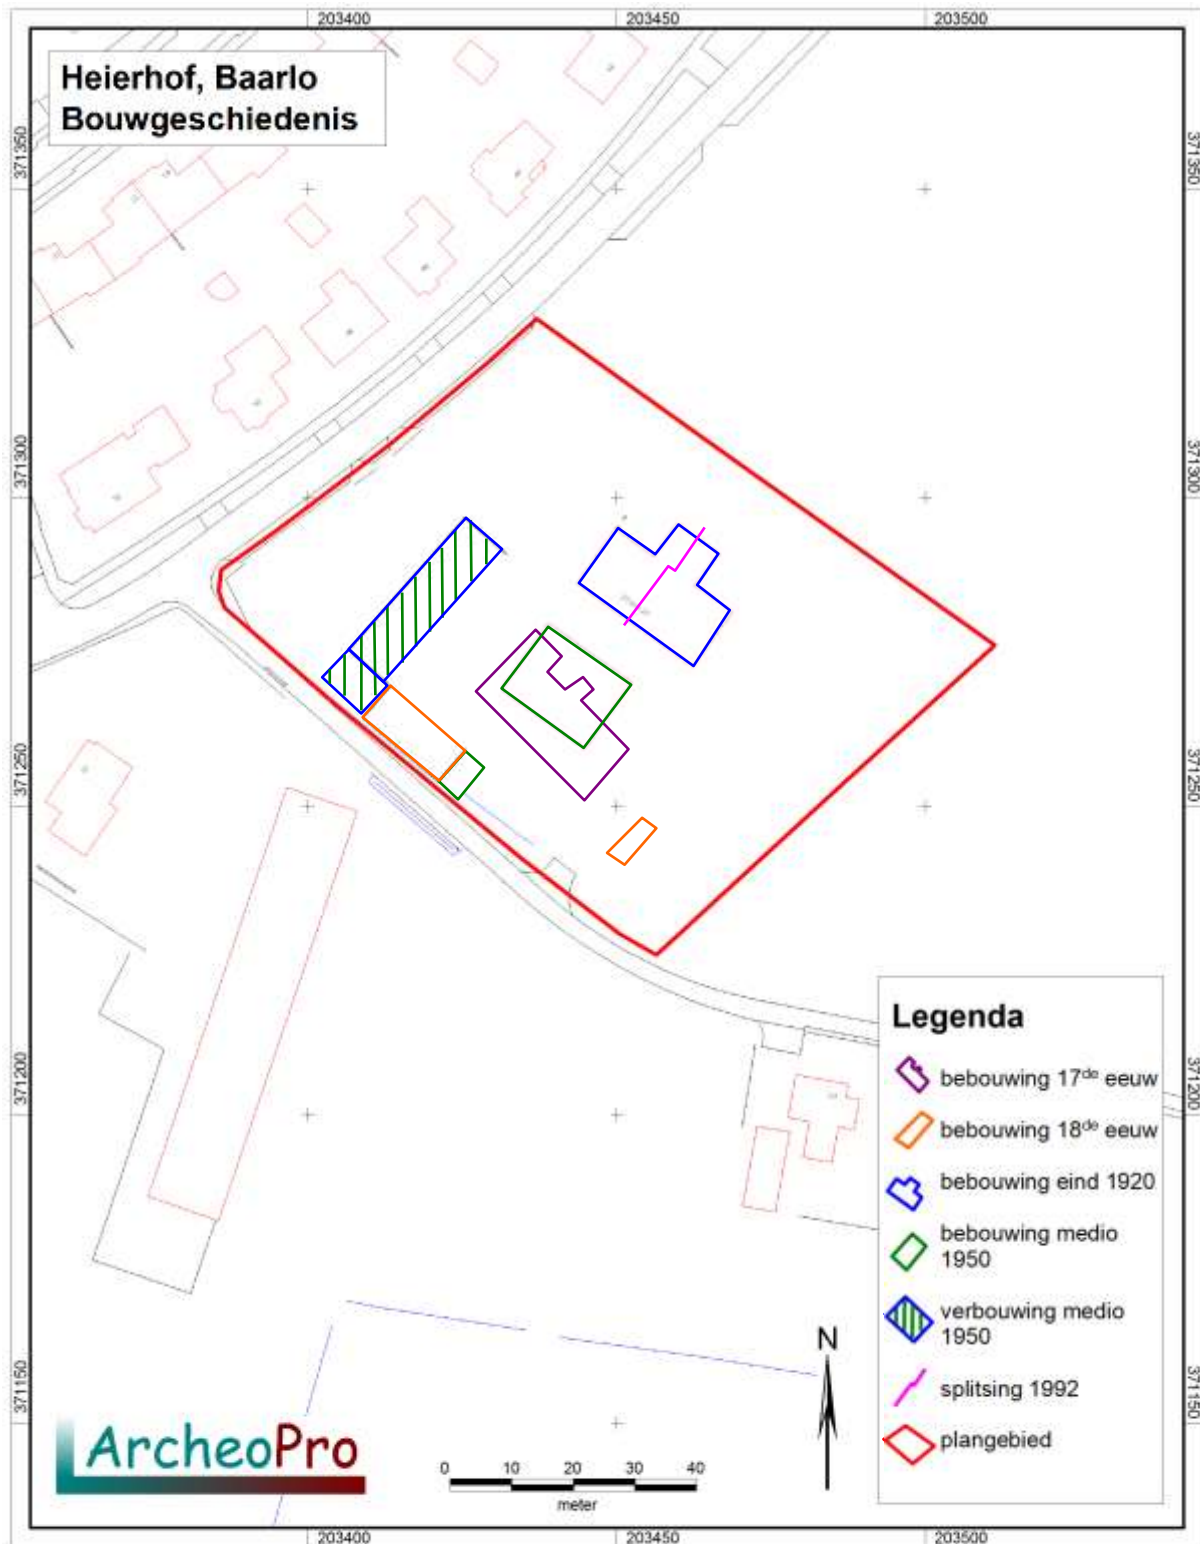 203400 203450 203500
Heierhof, Baarlo
Bouwgeschiedenis
371350 371350
371300 371300
371250 371250
371200 371200
371150 371150
Legenda
bebouwing 17de eeuw
bebouwing 18de eeuw
bebouwing eind 1920
bebouwing medio
1950
verbouwing medio
1950
splitsing 1992
plangebied
N
ArcheoPro
0 10 20 30 40
meter
203400 203450 203500